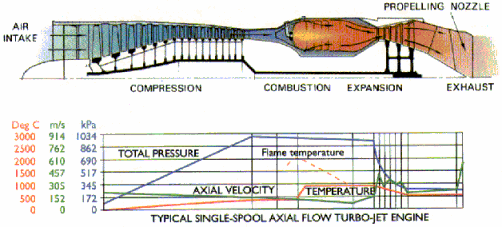 PROPELLING NOZZLE
AIR
INTAKE
COMPRESSION COMBUSTION EXPANSION EXHAUST
Deg C m/s kPa
3000 914 1034
2500 762 862
2000 610 690
1500 457 517
1000 305 345
500 152 172
0 0 0
TOTAL PRESSURE
Flame temperature
AXIAL VELOCITY
TEMPERATURE
TYPICAL SINGLE-SPOOL AXIAL FLOW TURBO-JET ENGINE